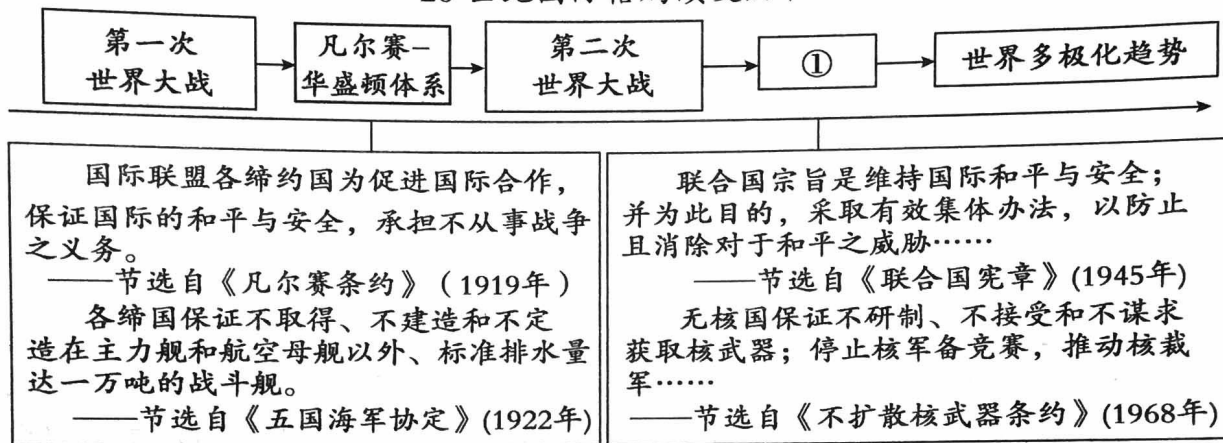 第一次
世界大战
凡尔赛-
华盛顿体系
第二次
世界大战
①
世界多极化趋势
国际联盟各缔约国为促进国际合作，
保证国际的和平与安全，承担不从事战争
之义务。
——节选自《凡尔赛条约》（1919年）
各缔国保证不取得、不建造和不定
造在主力舰和航空母舰以外、标准排水量
达一万吨的战斗舰。
——节选自《五国海军协定》(1922年)
联合国宗旨是维持国际和平与安全；
并为此目的，采取有效集体办法，以防止
且消除对于和平之威胁……
——节选自《联合国宪章》(1945年)
无核国保证不研制、不接受和不谋求
获取核武器；停止核军备竞赛，推动核裁
军……
——节选自《不扩散核武器条约》(1968年)